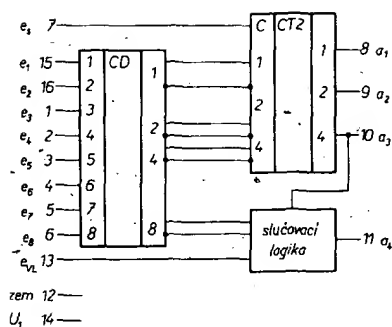 eₛ 7
C CT2
e₁ 15 1 CD 1 1 1 8 a₁
e₂ 16 2
e₃ 1 3 2 2 9 a₂
e₄ 2 4 2
e₅ 3 5 4 4 4 10 a₃
e₆ 4 6
e₇ 5 7
e₈ 6 8 8
slučovací
logika 11 a₄
e_VL 13
zem 12
U₁ 14